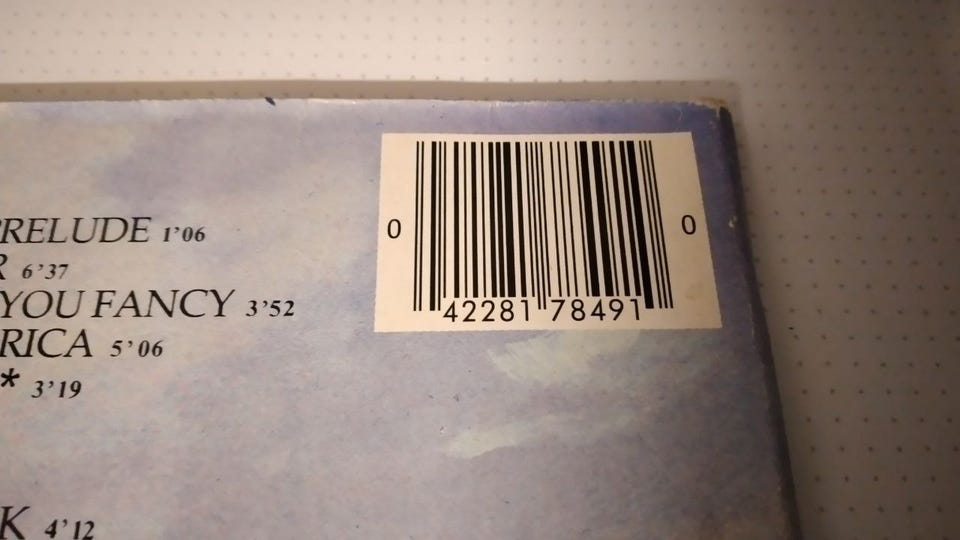 PRELUDE 1'06
R 6'37
YOU FANCY 3'52
RICA 5'06
* 3'19
K 4'12
0 42281 78491 0